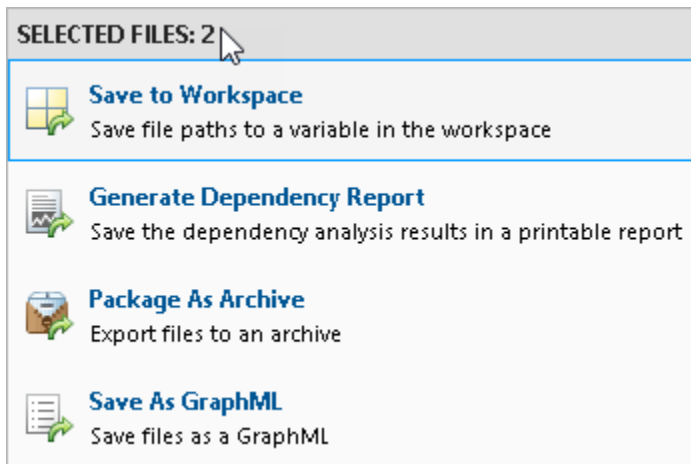 SELECTED FILES: 2
Save to Workspace
Save file paths to a variable in the workspace
Generate Dependency Report
Save the dependency analysis results in a printable report
Package As Archive
Export files to an archive
Save As GraphML
Save files as a GraphML